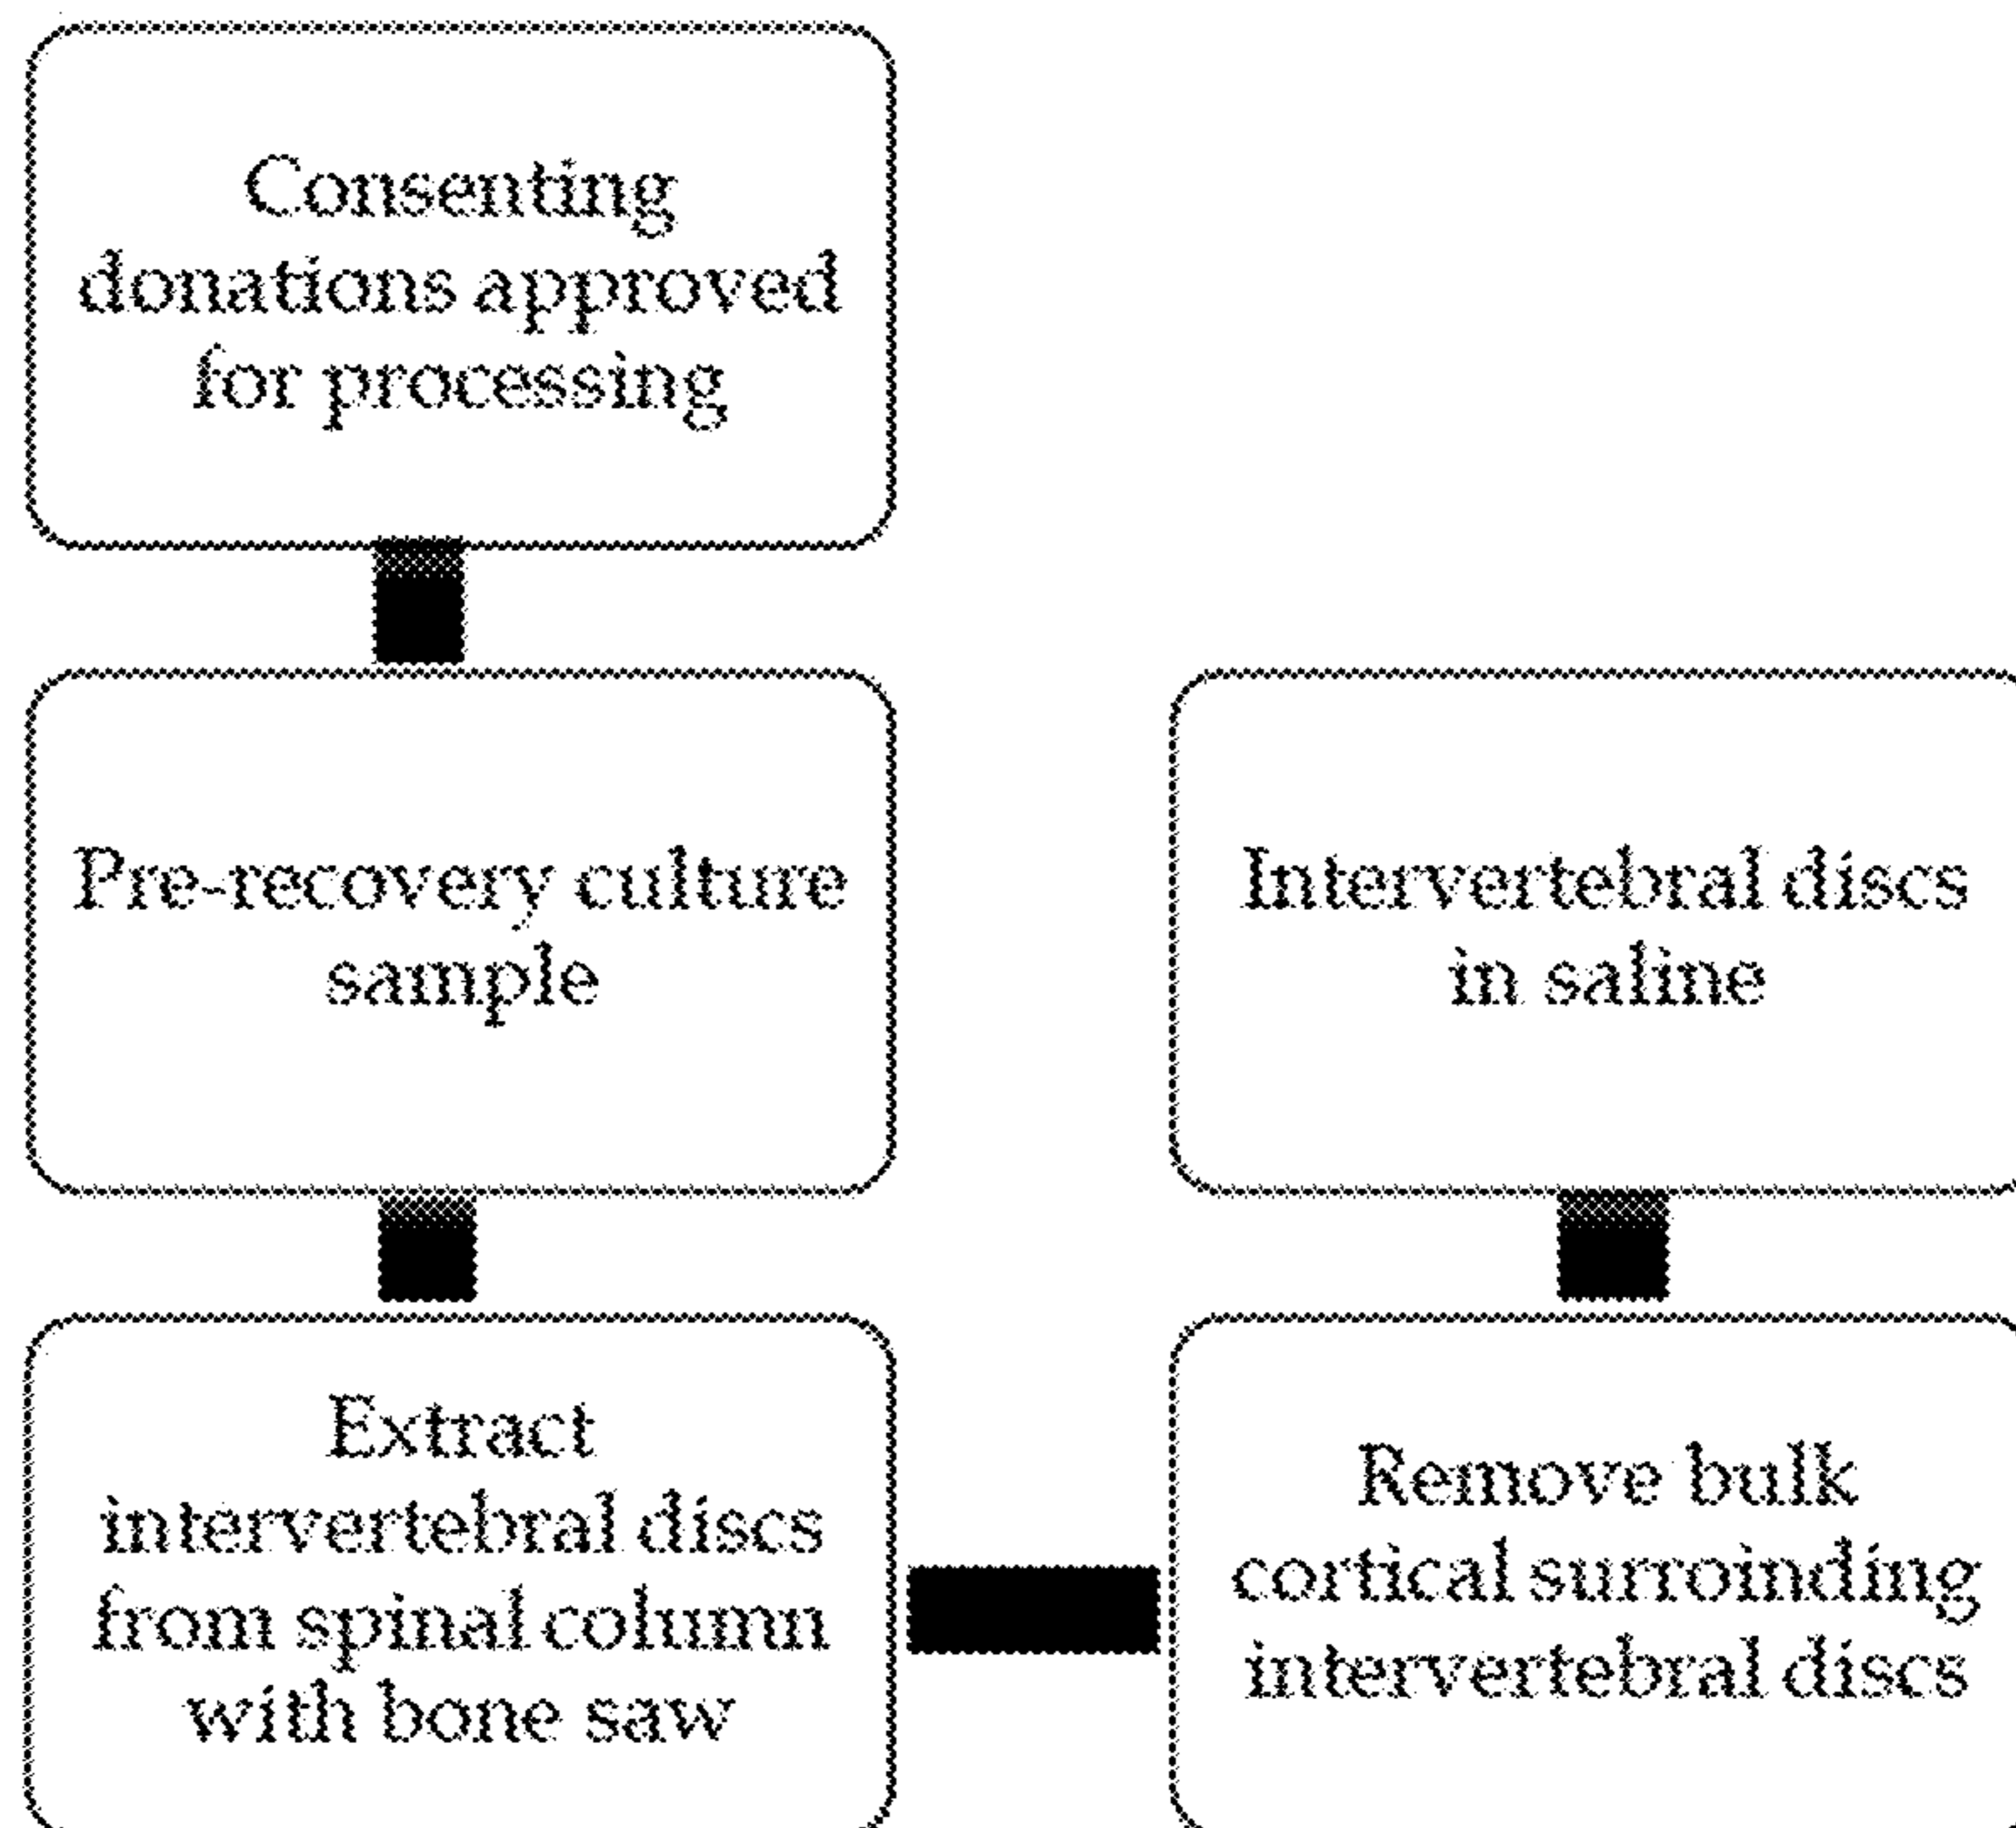 Consenting
donations approved
for processing
Pre-recovery culture
sample
Extract
intervertebral discs
from spinal column
with bone saw
Remove bulk
cortical surroinding
intervertebral discs
Intervertebral discs
in saline